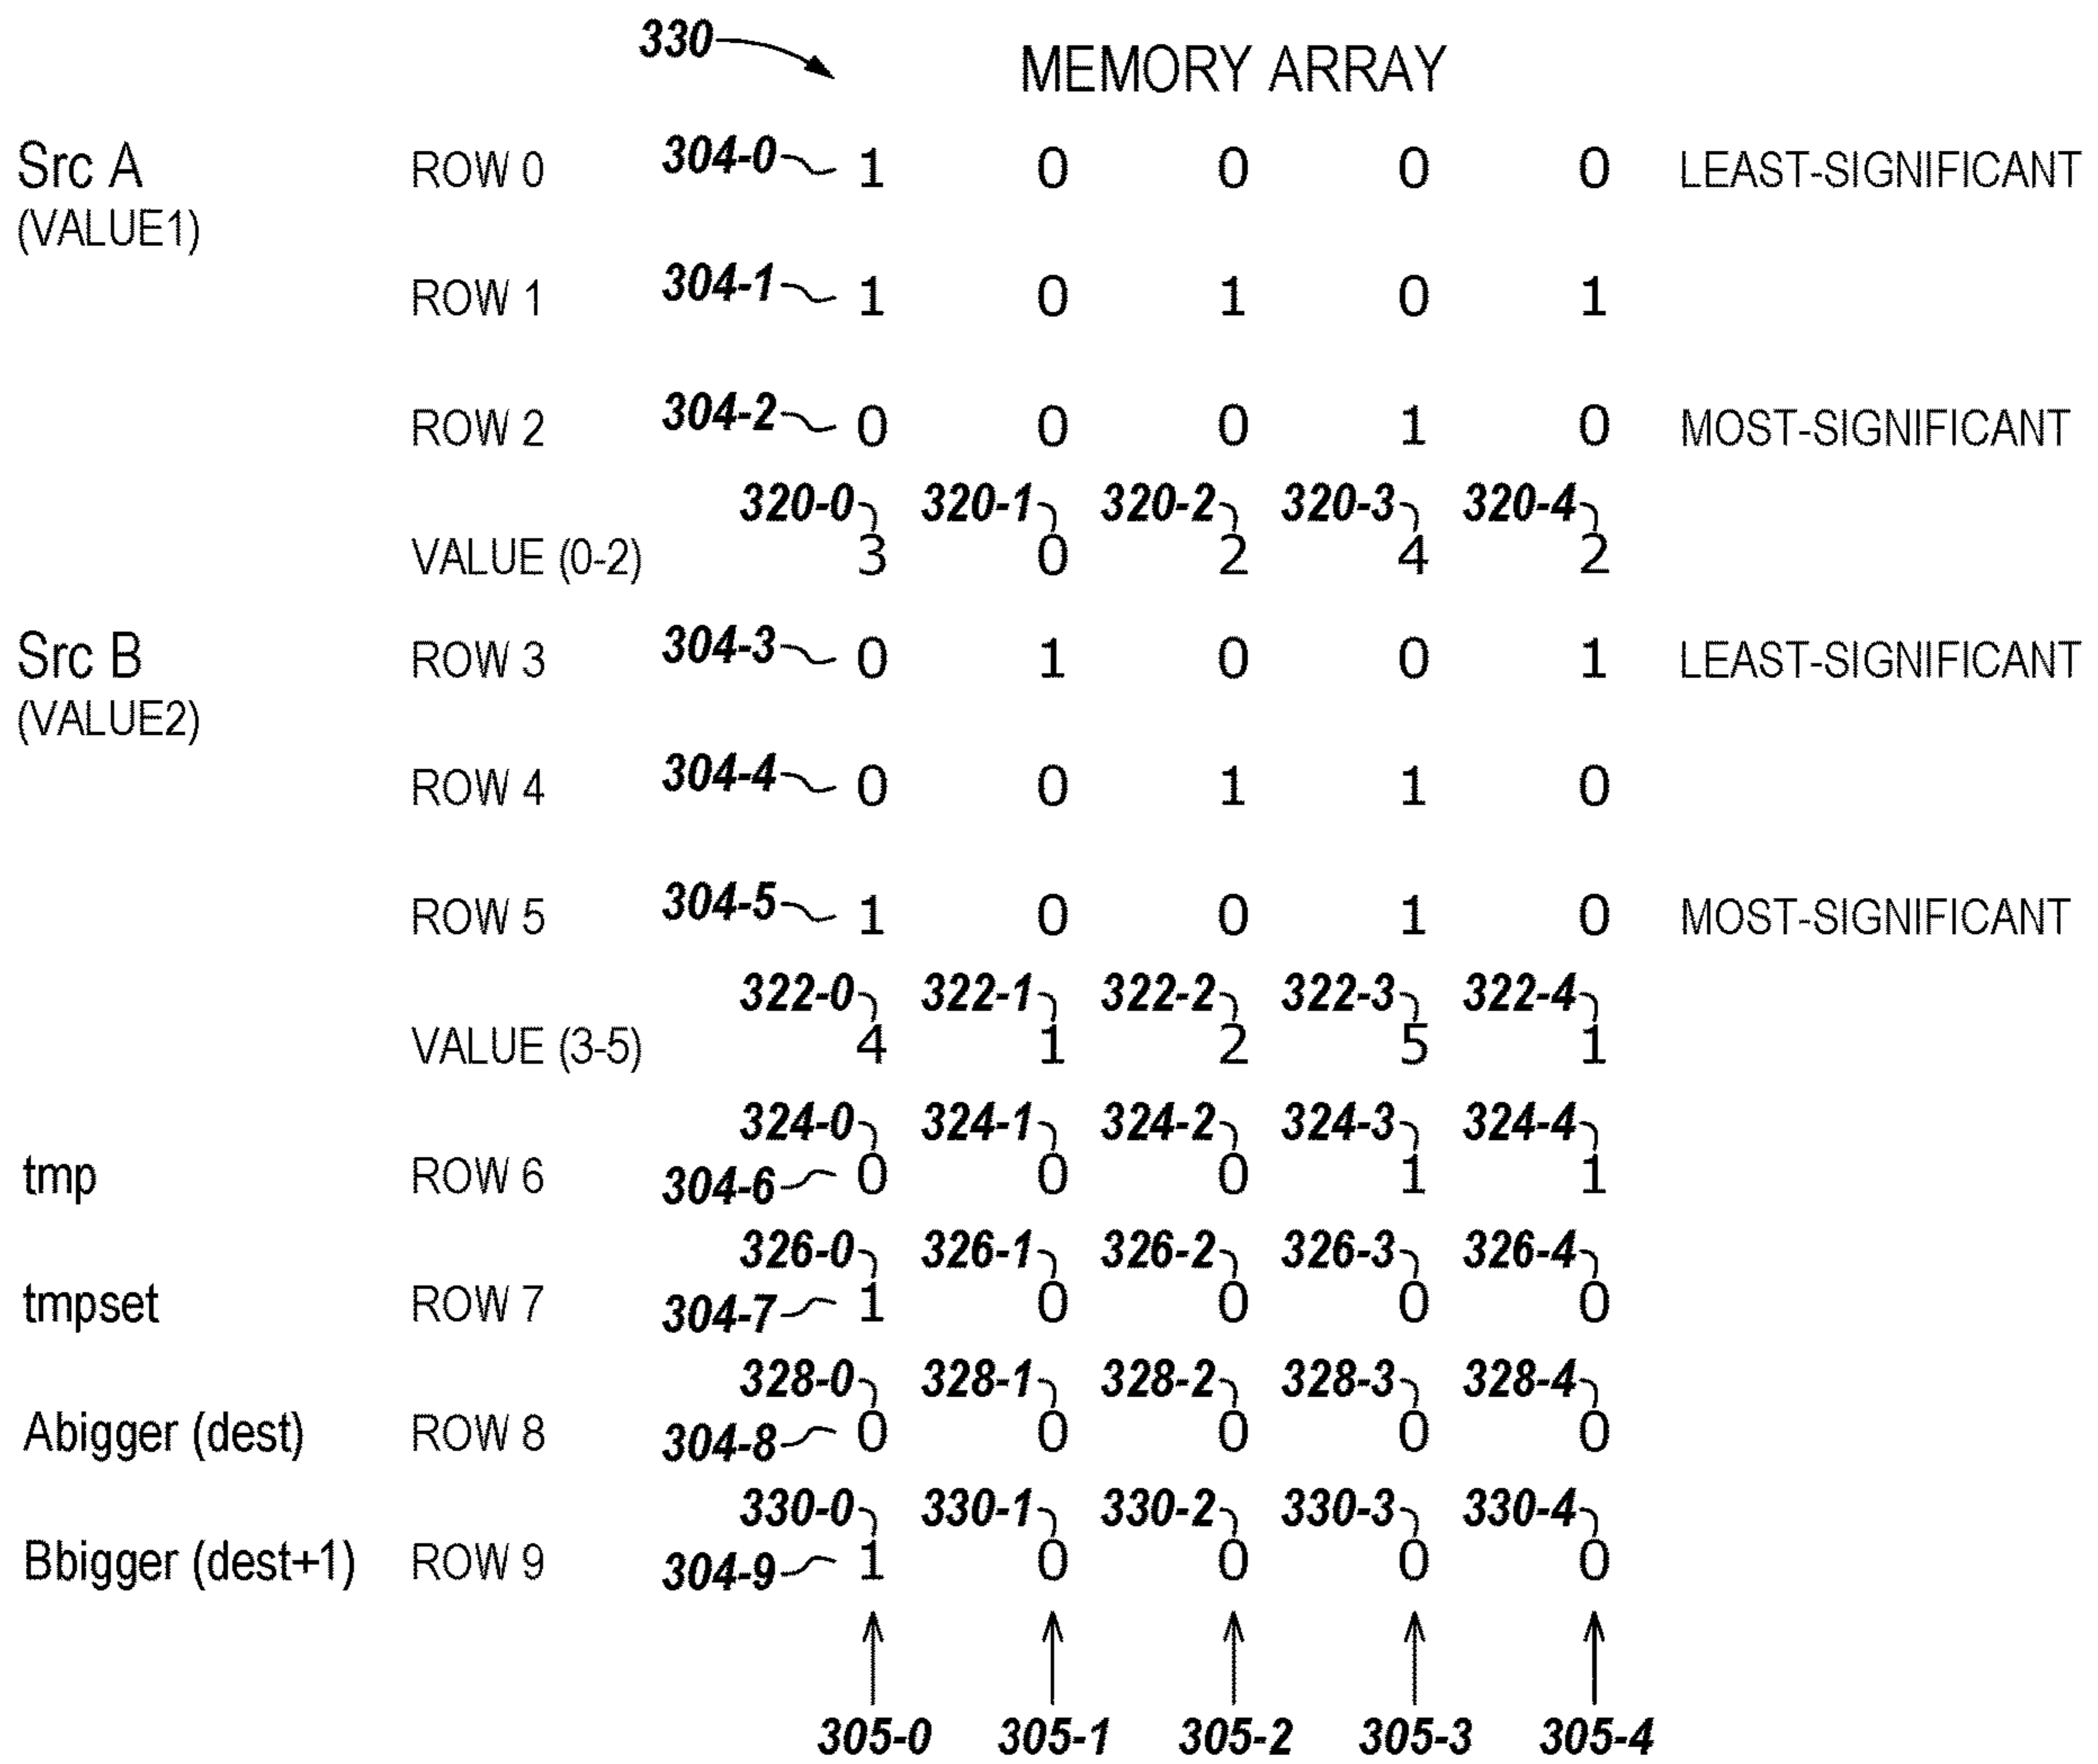 330 MEMORY ARRAY
Src A ROW 0 304-0 1 0 0 0 0 LEAST-SIGNIFICANT
(VALUE1)
ROW 1 304-1 1 0 1 0 1
ROW 2 304-2 0 0 0 1 0 MOST-SIGNIFICANT
320-0 320-1 320-2 320-3 320-4
VALUE (0-2) 3 0 2 4 2
Src B ROW 3 304-3 0 1 0 0 1 LEAST-SIGNIFICANT
(VALUE2)
ROW 4 304-4 0 0 1 1 0
ROW 5 304-5 1 0 0 1 0 MOST-SIGNIFICANT
322-0 322-1 322-2 322-3 322-4
VALUE (3-5) 4 1 2 5 1
324-0 324-1 324-2 324-3 324-4
tmp ROW 6 304-6 0 0 0 1 1
326-0 326-1 326-2 326-3 326-4
tmpset ROW 7 304-7 1 0 0 0 0
328-0 328-1 328-2 328-3 328-4
Abigger (dest) ROW 8 304-8 0 0 0 0 0
330-0 330-1 330-2 330-3 330-4
Bbigger (dest+1) ROW 9 304-9 1 0 0 0 0
305-0 305-1 305-2 305-3 305-4